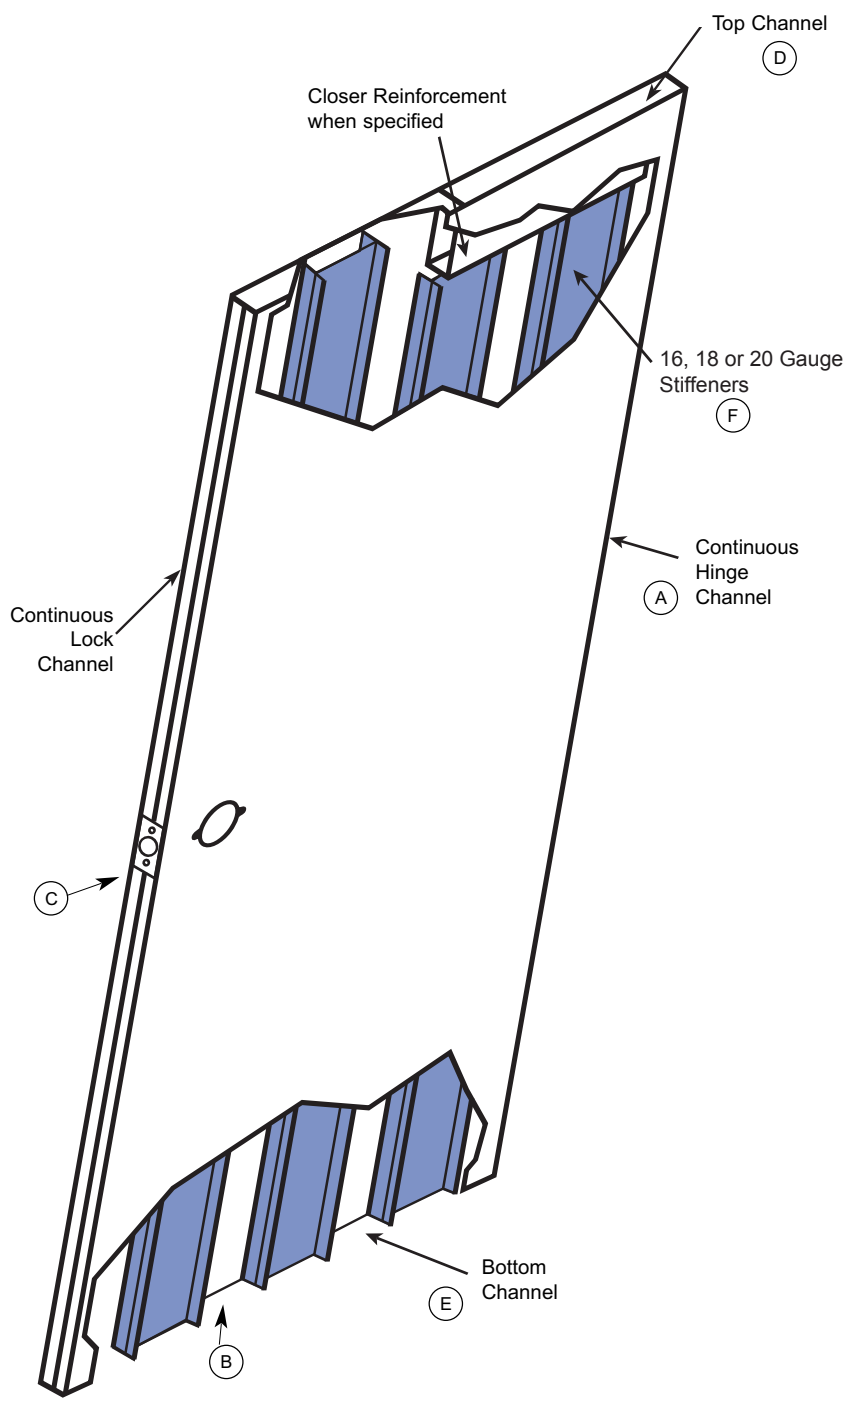 Top Channel
D
Closer Reinforcement
when specified
16, 18 or 20 Gauge
Stiffeners
F
Continuous
Hinge
Channel
A
Continuous
Lock
Channel
C
Bottom
Channel
E
B